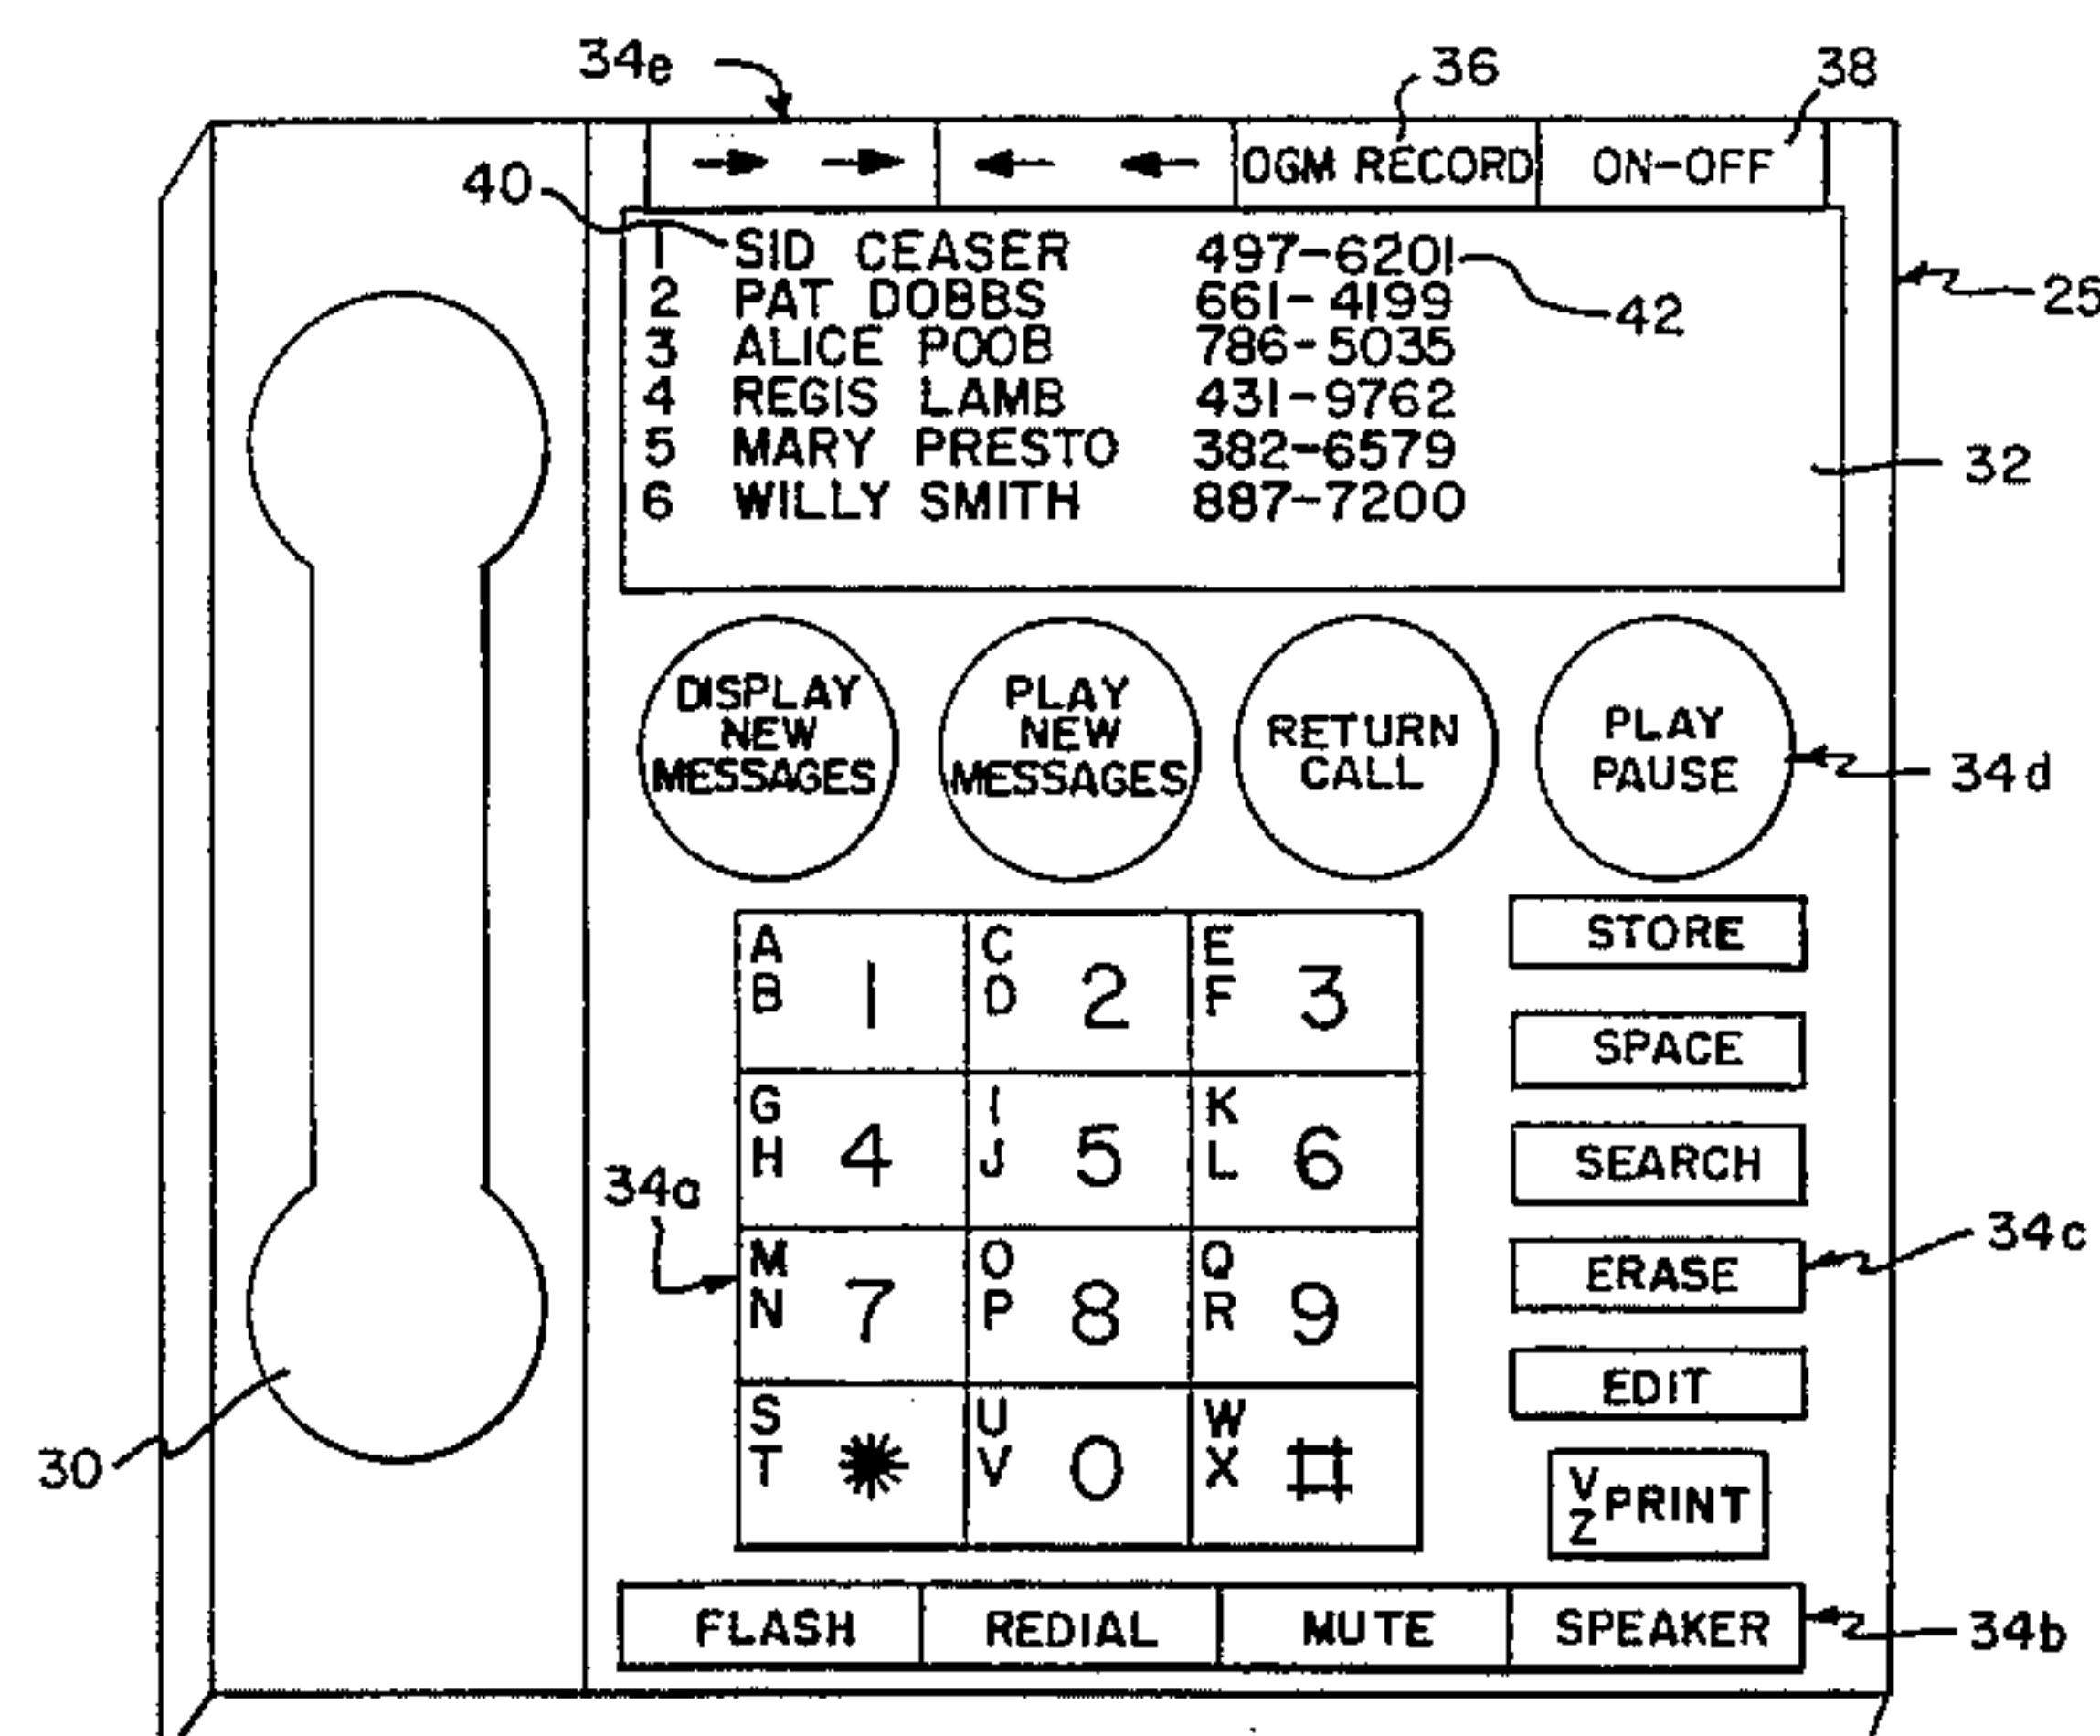 34e
36
38
→ → ← ← OGM RECORD ON-OFF
40
1 SID CEASER 497-6201
2 PAT DOBBS 661-4199
25
42
3 ALICE POOB 786-5035
4 REGIS LAMB 431-9762
5 MARY PRESTO 382-6579
32
6 WILLY SMITH 887-7200
DISPLAY
NEW
MESSAGES
PLAY
NEW
MESSAGES
RETURN
CALL
PLAY
PAUSE
34d
A
B
1
C
D
2
E
F
3
STORE
SPACE
G
H
4
I
J
5
K
L
6
SEARCH
34a
34c
M
N
7
O
P
8
Q
R
9
ERASE
EDIT
30
S
T
*
U
V
0
W
X
#
V
Z
PRINT
FLASH REDIAL MUTE SPEAKER
34b